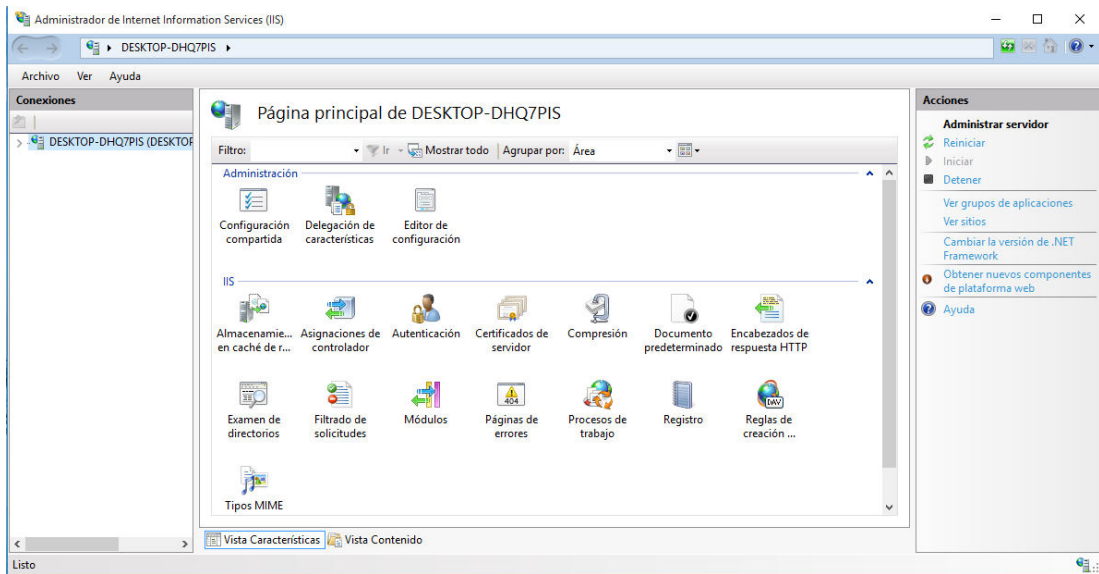 Administrador de Internet Information Services (IIS)
DESKTOP-DHQ7PIS
Archivo Ver Ayuda
Conexiones
DESKTOP-DHQ7PIS (DESKTOP
Página principal de DESKTOP-DHQ7PIS
Filtro: Ir Mostrar todo Agrupar por: Área
Administración
Configuración Delegación de Editor de
compartida características configuración
IIS
Almacenamie... Asignaciones de Autenticación Certificados de Compresión Documento Encabezados de
en caché de r... controlador servidor predeterminado respuesta HTTP
404
DAV
Examen de Filtrado de Módulos Páginas de Procesos de Registro Reglas de
directorios solicitudes errores trabajo creación ...
Tipos MIME
Vista Características Vista Contenido
Acciones
Administrar servidor
Reiniciar
Iniciar
Detener
Ver grupos de aplicaciones
Ver sitios
Cambiar la versión de .NET
Framework
Obtener nuevos componentes
de plataforma web
Ayuda
Listo